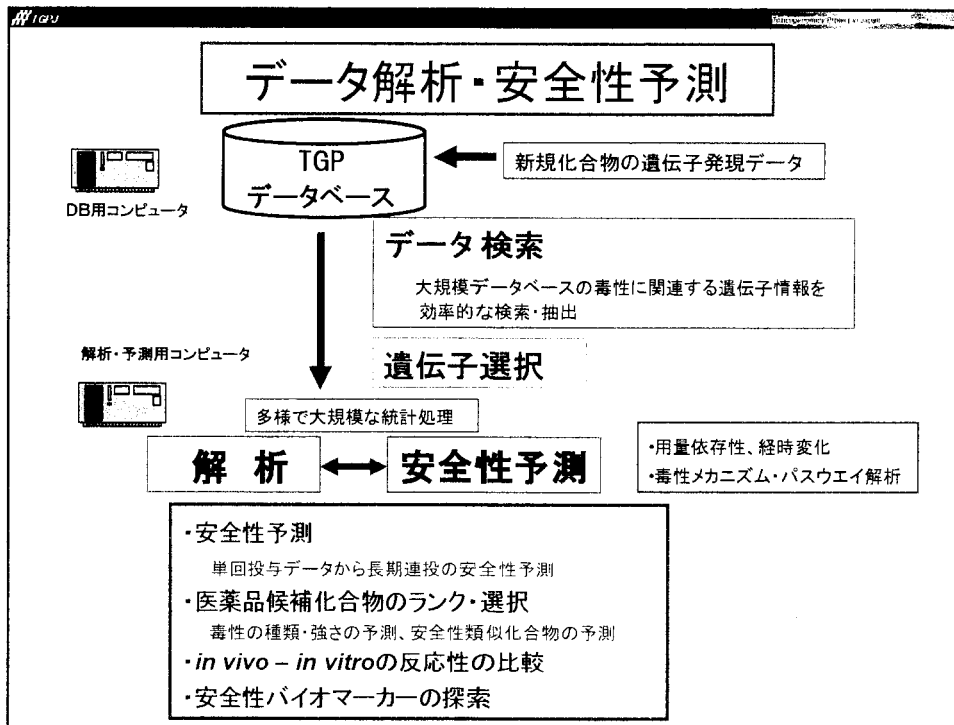 TGPJ
Toxicogenomics Project in Japan
データ解析・安全性予測
TGP
データベース
新規化合物の遺伝子発現データ
DB用コンピュータ
データ検索
大規模データベースの毒性に関連する遺伝子情報を
効率的な検索・抽出
解析・予測用コンピュータ
遺伝子選択
多様で大規模な統計処理
解 析
安全性予測
・用量依存性、経時変化
・毒性メカニズム・パスウエイ解析
・安全性予測
単回投与データから長期連投の安全性予測
・医薬品候補化合物のランク・選択
毒性の種類・強さの予測、安全性類似化合物の予測
・in vivo – in vitroの反応性の比較
・安全性バイオマーカーの探索